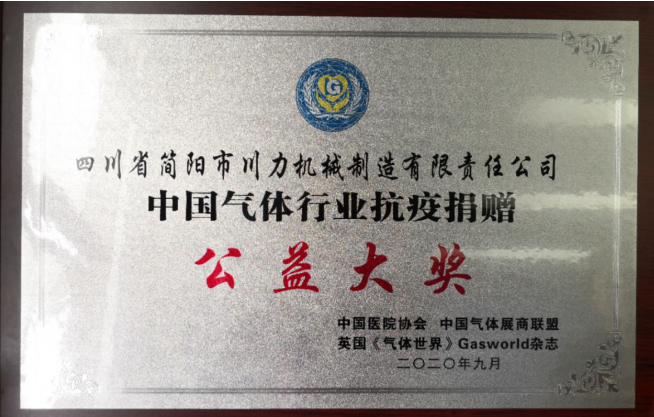 G
四川省简阳市川力机械制造有限责任公司
中国气体行业抗疫捐赠
公益大奖
中国医院协会 中国气体展商联盟
英国《气体世界》Gasworld杂志
二〇二〇年九月